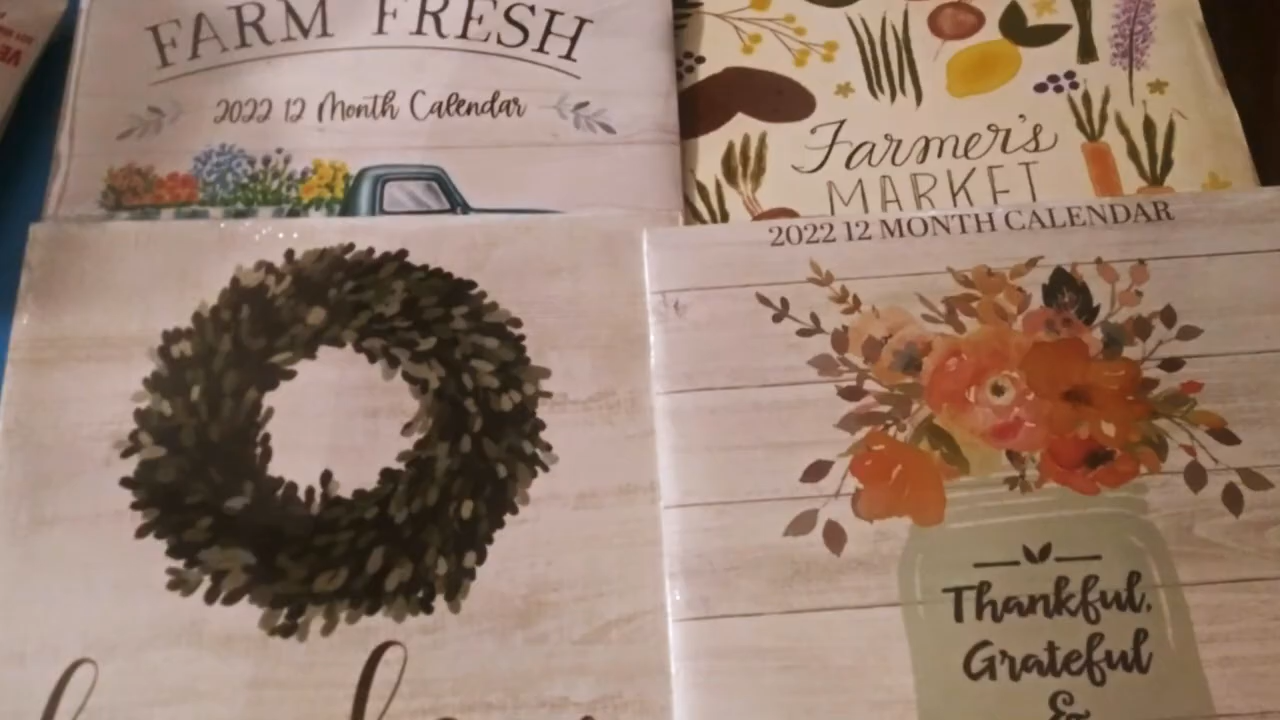 FARM FRESH
2022 12 Month Calendar
Farmer's
MARKET
2022 12 MONTH CALENDAR
Thankful,
Grateful
&